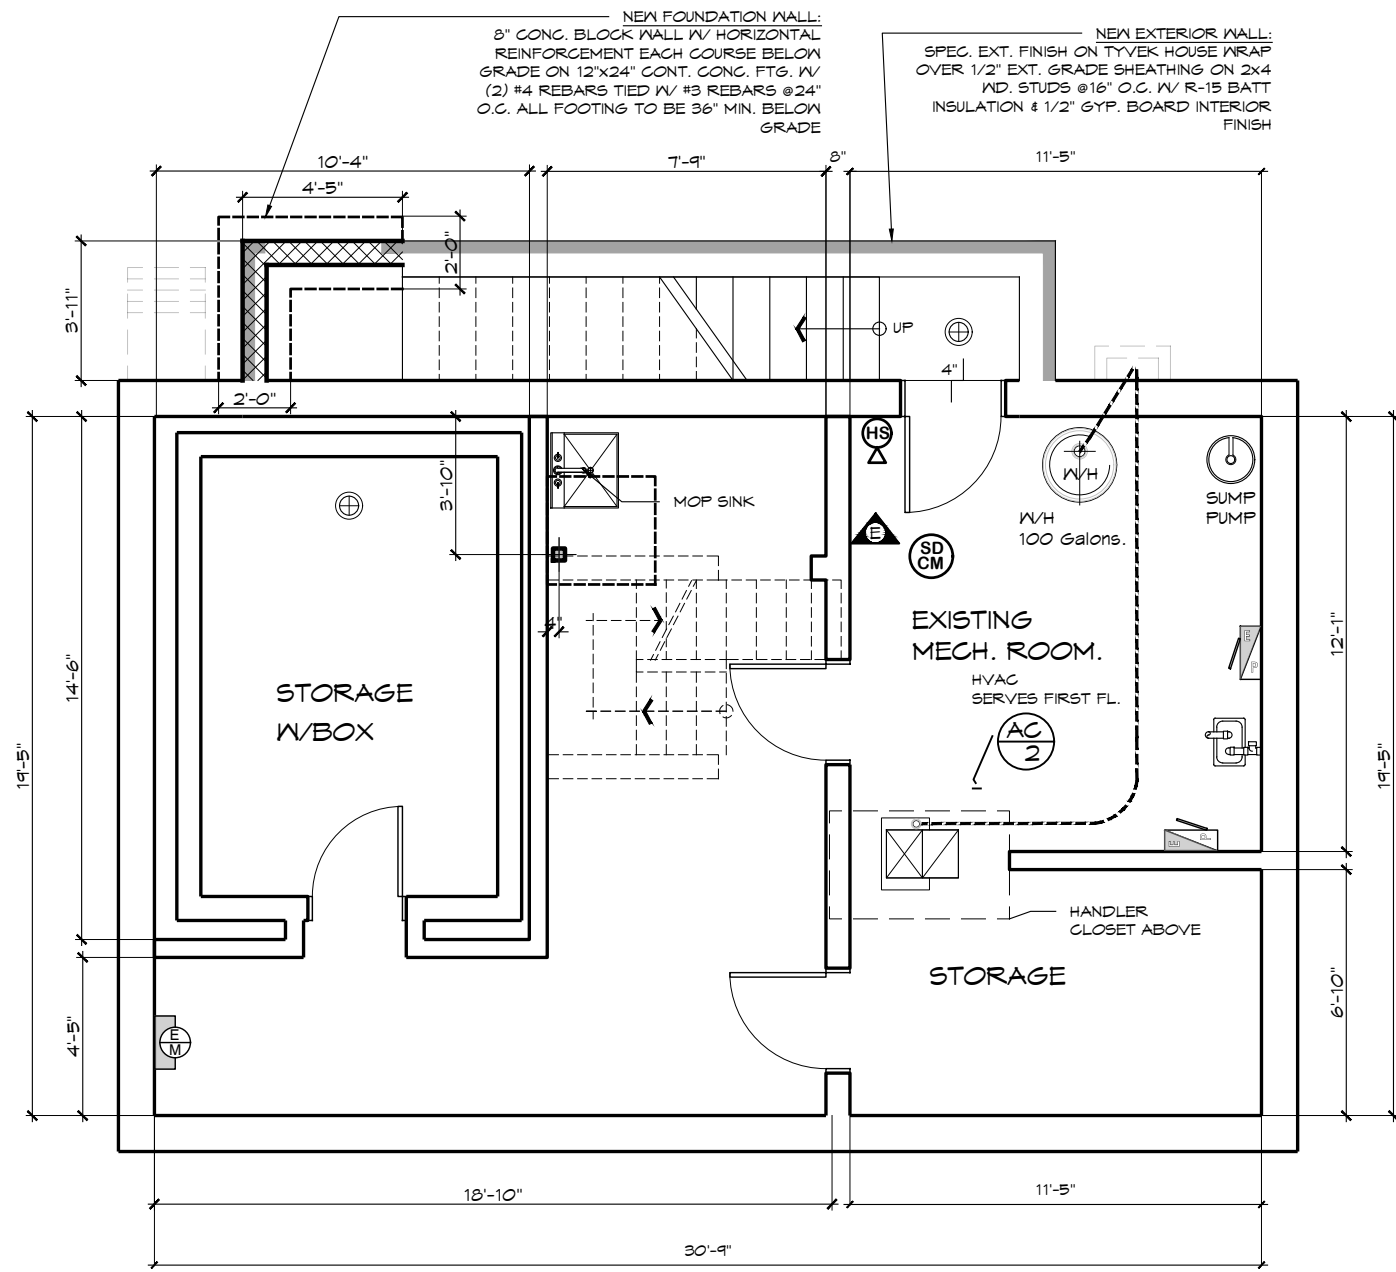 NEW FOUNDATION WALL:
8" CONC. BLOCK WALL W/ HORIZONTAL
REINFORCEMENT EACH COURSE BELOW
GRADE ON 12"x24" CONT. CONC. FTG. W/
(2) #4 REBARS TIED W/ #3 REBARS @24"
O.C. ALL FOOTING TO BE 36" MIN. BELOW
GRADE
NEW EXTERIOR WALL:
SPEC. EXT. FINISH ON TYVEK HOUSE WRAP
OVER 1/2" EXT. GRADE SHEATHING ON 2x4
WD. STUDS @16" O.C. W/ R-15 BATT
INSULATION & 1/2" GYP. BOARD INTERIOR
FINISH
10'-4"
7'-9"
8"
11'-5"
4'-5"
2'-0"
3'-11"
UP
4"
2'-0"
HS
3'-10"
MOP SINK
W/H
SUMP
PUMP
W/H
100 Galons.
E
SD
CM
4"
EXISTING
MECH. ROOM.
HVAC
SERVES FIRST FL.
AC
2
E
P
12'-1"
14'-6"
STORAGE
W/BOX
19'-5"
19'-5"
E
P
HANDLER
CLOSET ABOVE
STORAGE
6'-10"
4'-5"
E
M
18'-10"
11'-5"
30'-9"